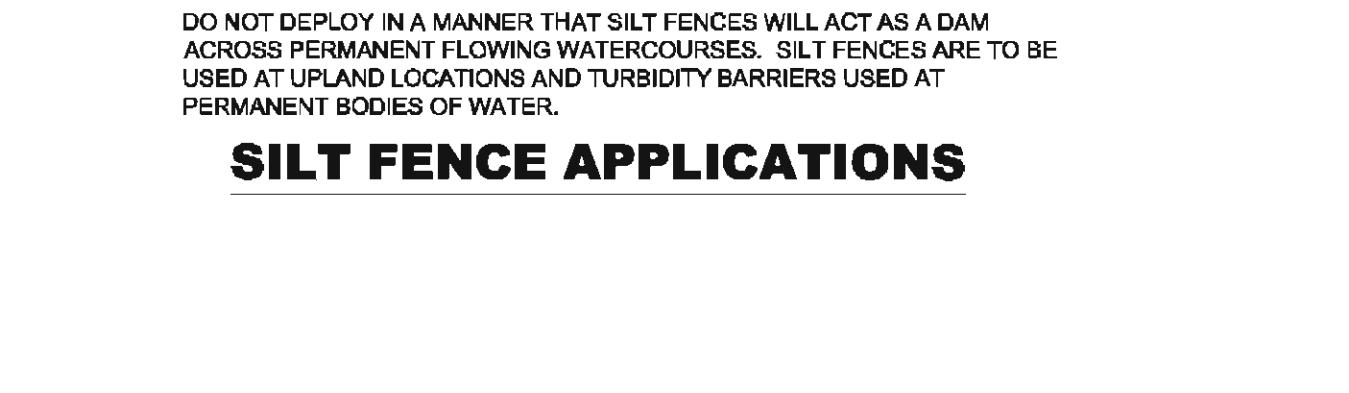 DO NOT DEPLOY IN A MANNER THAT SILT FENCES WILL ACT AS A DAM
ACROSS PERMANENT FLOWING WATERCOURSES.  SILT FENCES ARE TO BE
USED AT UPLAND LOCATIONS AND TURBIDITY BARRIERS USED AT
PERMANENT BODIES OF WATER.
SILT FENCE APPLICATIONS